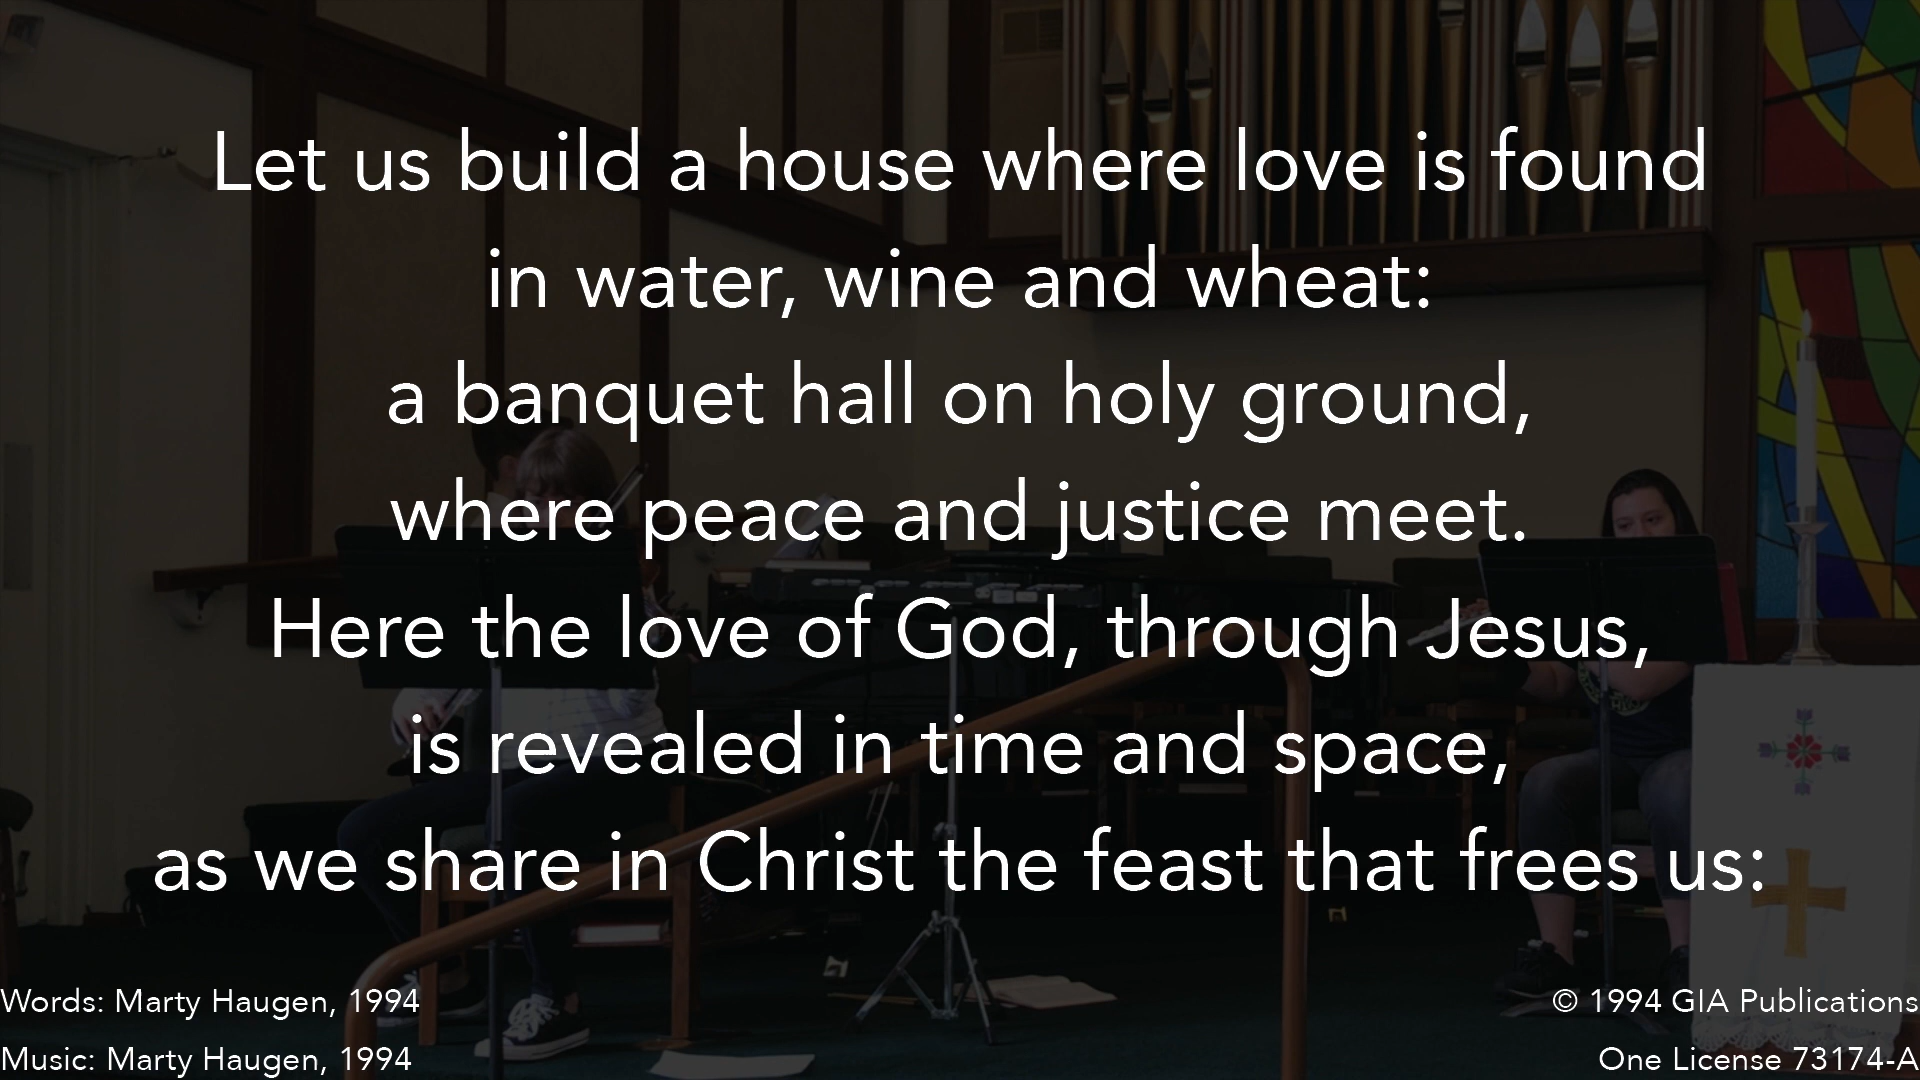 Let us build a house where love is found
in water, wine and wheat:
a banquet hall on holy ground,
where peace and justice meet.
Here the love of God, through Jesus,
is revealed in time and space,
as we share in Christ the feast that frees us:
Words: Marty Haugen, 1994
Music: Marty Haugen, 1994
© 1994 GIA Publications
One License 73174-A